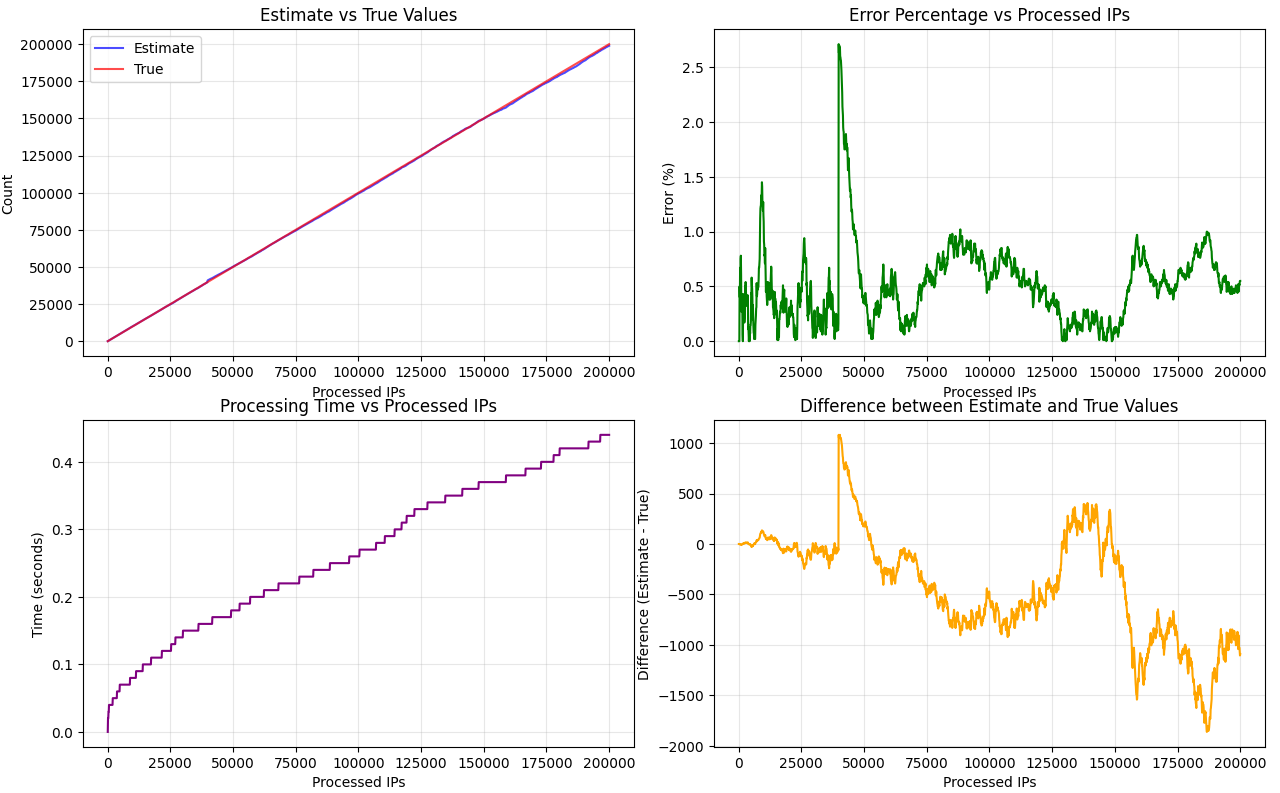 Estimate vs True Values
Estimate
True
200000
175000
150000
125000
100000
75000
50000
25000
0
Count
0 25000 50000 75000 100000 125000 150000 175000 200000
Processed IPs
Error Percentage vs Processed IPs
2.5
2.0
1.5
1.0
0.5
0.0
Error (%)
0 25000 50000 75000 100000 125000 150000 175000 200000
Processed IPs
Processing Time vs Processed IPs
0.4
0.3
0.2
0.1
0.0
Time (seconds)
0 25000 50000 75000 100000 125000 150000 175000 200000
Processed IPs
Difference between Estimate and True Values
1000
500
0
−500
−1000
−1500
−2000
Difference (Estimate - True)
0 25000 50000 75000 100000 125000 150000 175000 200000
Processed IPs